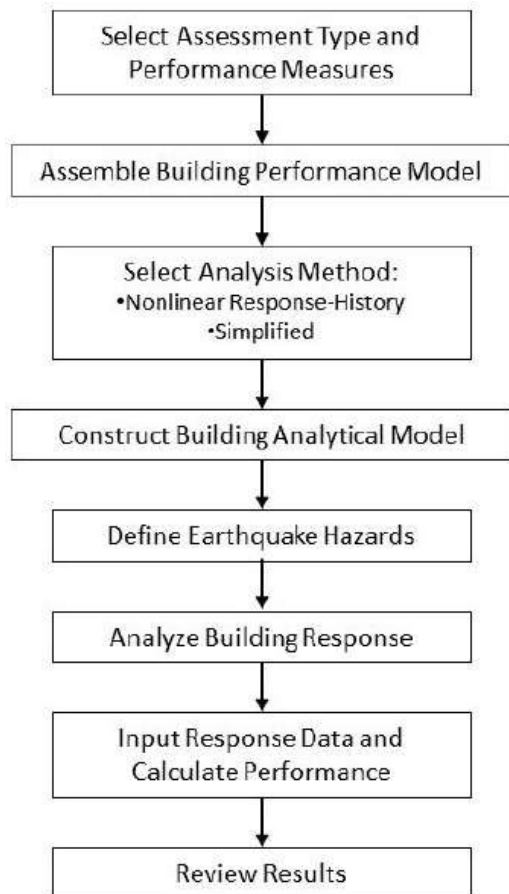 Select Assessment Type and
Performance Measures
Assemble Building Performance Model
Select Analysis Method:
•Nonlinear Response-History
•Simplified
Construct Building Analytical Model
Define Earthquake Hazards
Analyze Building Response
Input Response Data and
Calculate Performance
Review Results